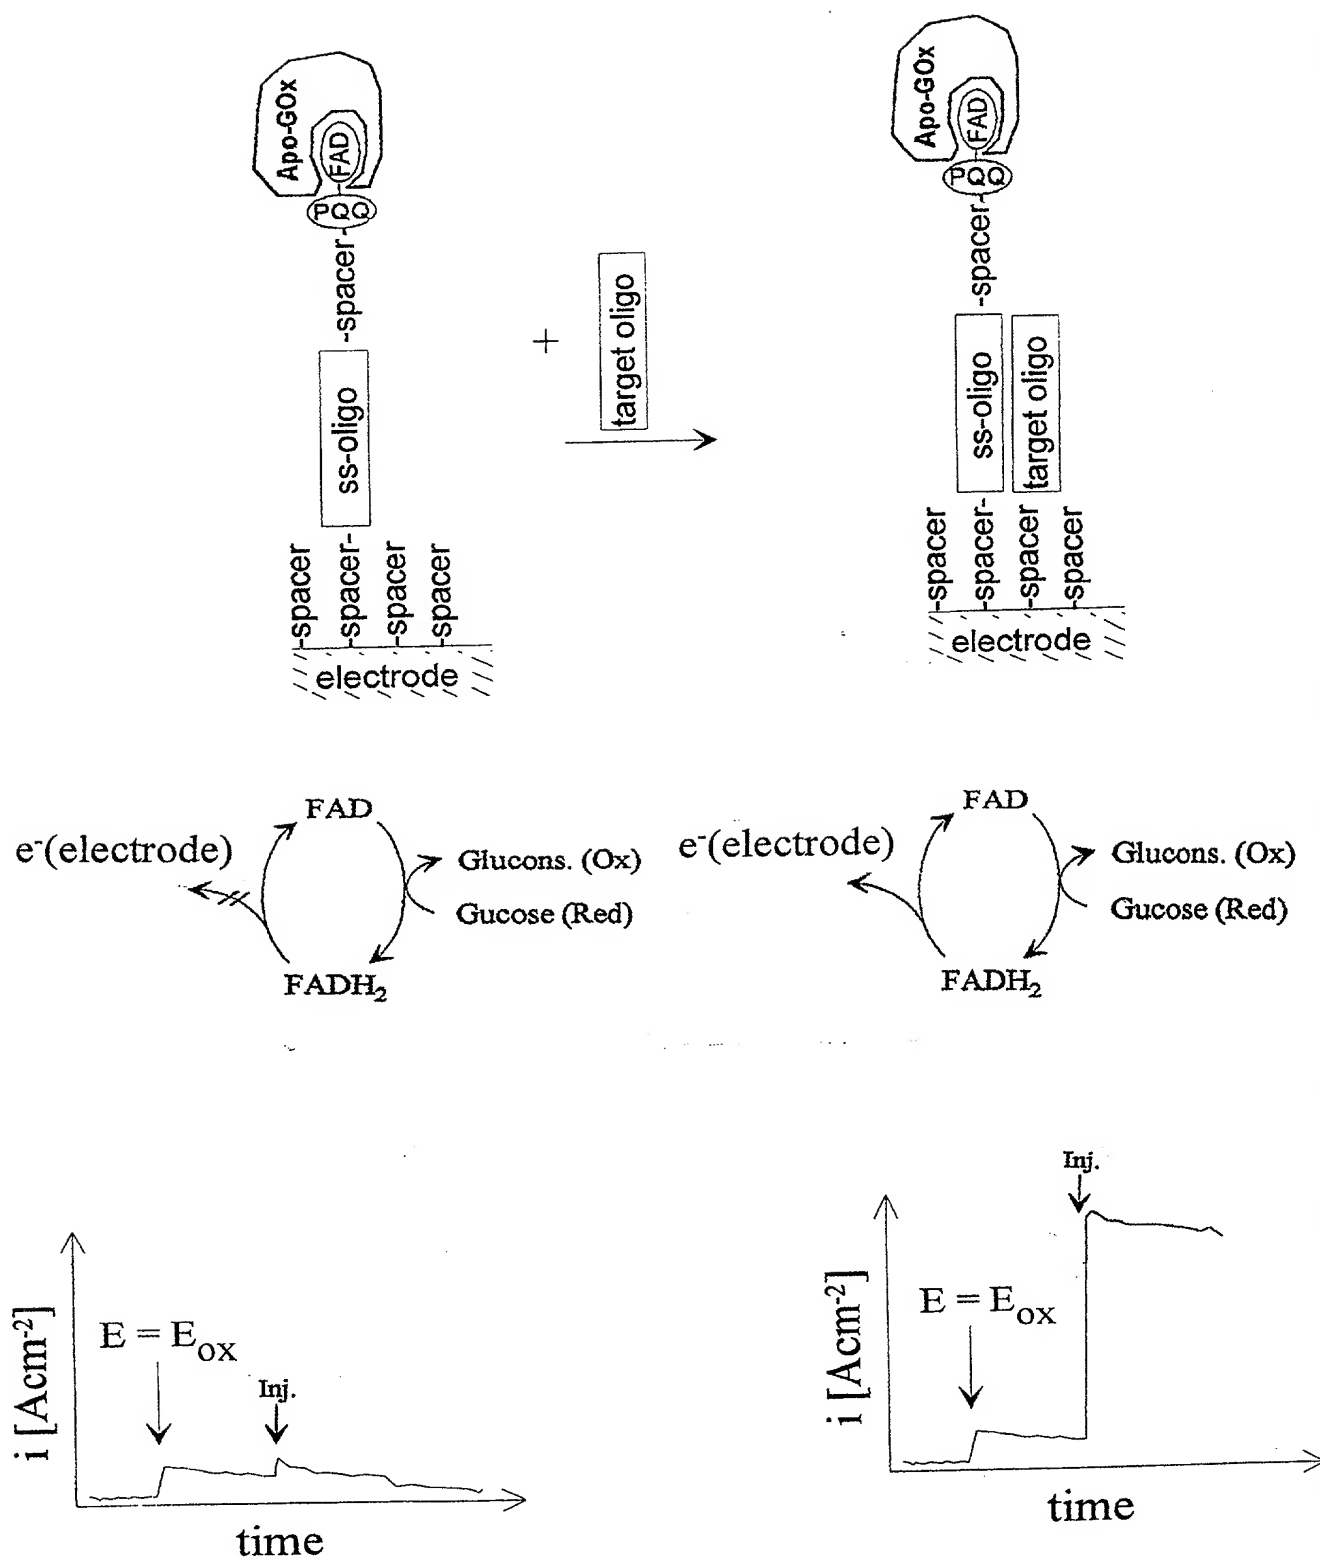 Apo-GOx
FAD
PQQ
-spacer-
ss-oligo
-spacer
-spacer-
-spacer
-spacer
electrode
+
target oligo
Apo-GOx
FAD
PQQ
-spacer-
ss-oligo
target oligo
-spacer
-spacer-
-spacer
-spacer
electrode
FAD
e⁻(electrode)
Glucons. (Ox)
Gucose (Red)
FADH₂
FAD
e⁻(electrode)
Glucons. (Ox)
Gucose (Red)
FADH₂
i [Acm⁻²]
E = Eox
Inj.
time
i [Acm⁻²]
E = Eox
Inj.
time